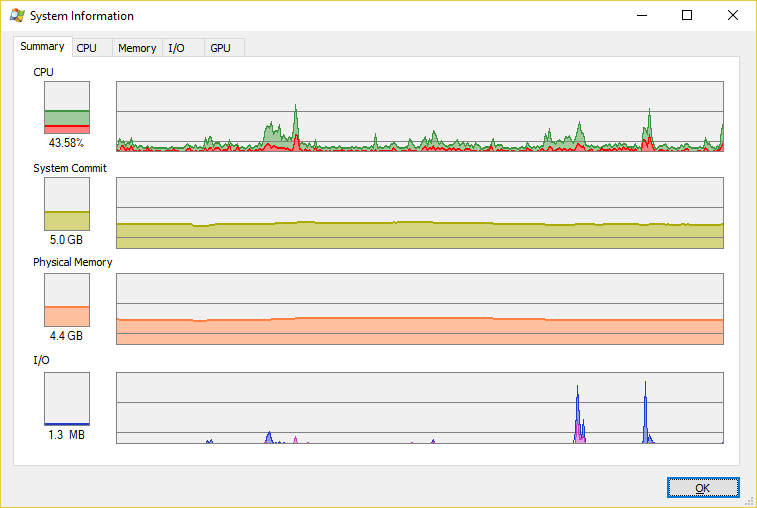 System Information
Summary CPU Memory I/O GPU
CPU
43.58%
System Commit
5.0 GB
Physical Memory
4.4 GB
I/O
1.3 MB
OK